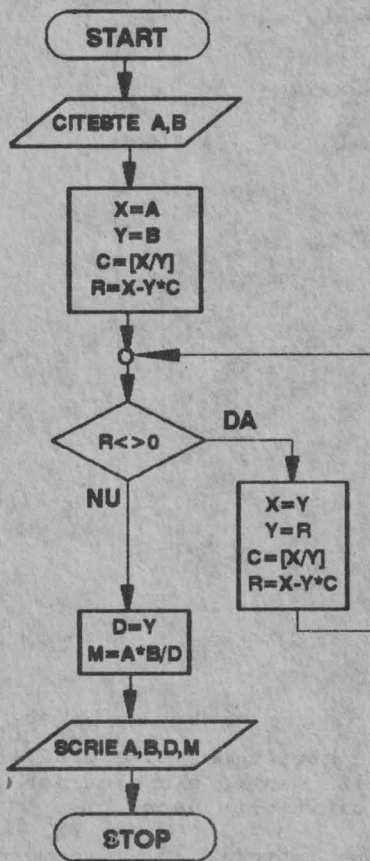 START
CITESTE A,B
X=A
Y=B
C=[X/Y]
R=X-Y*C
R<>0
DA
NU
X=Y
Y=R
C=[X/Y]
R=X-Y*C
D=Y
M=A*B/D
SCRIE A,B,D,M
STOP